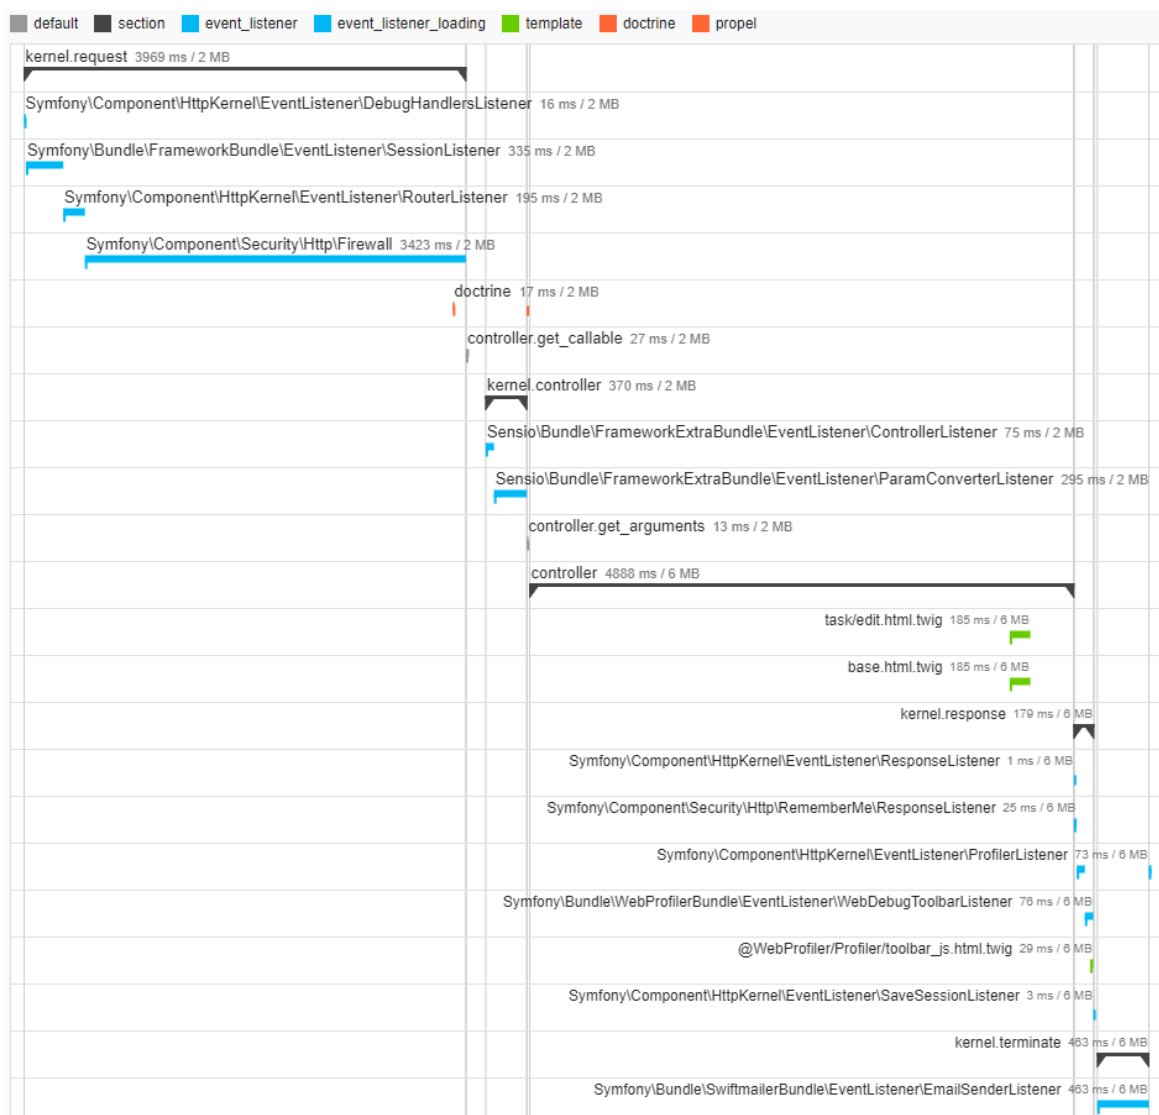 default section event_listener event_listener_loading template doctrine propel
kernel.request 3969 ms / 2 MB
Symfony\Component\HttpKernel\EventListener\DebugHandlersListener 16 ms / 2 MB
Symfony\Bundle\FrameworkBundle\EventListener\SessionListener 335 ms / 2 MB
Symfony\Component\HttpKernel\EventListener\RouterListener 195 ms / 2 MB
Symfony\Component\Security\Http\Firewall 3423 ms / 2 MB
doctrine 17 ms / 2 MB
controller.get_callable 27 ms / 2 MB
kernel.controller 370 ms / 2 MB
Sensio\Bundle\FrameworkExtraBundle\EventListener\ControllerListener 75 ms / 2 MB
Sensio\Bundle\FrameworkExtraBundle\EventListener\ParamConverterListener 295 ms / 2 MB
controller.get_arguments 13 ms / 2 MB
controller 4888 ms / 6 MB
task/edit.html.twig 185 ms / 6 MB
base.html.twig 185 ms / 6 MB
kernel.response 179 ms / 6 MB
Symfony\Component\HttpKernel\EventListener\ResponseListener 1 ms / 6 MB
Symfony\Component\Security\Http\RememberMe\ResponseListener 25 ms / 6 MB
Symfony\Component\HttpKernel\EventListener\ProfilerListener 73 ms / 6 MB
Symfony\Bundle\WebProfilerBundle\EventListener\WebDebugToolbarListener 76 ms / 6 MB
@WebProfiler/Profiler/toolbar_js.html.twig 29 ms / 6 MB
Symfony\Component\HttpKernel\EventListener\SaveSessionListener 3 ms / 6 MB
kernel.terminate 463 ms / 6 MB
Symfony\Bundle\SwiftmailerBundle\EventListener\EmailSenderListener 463 ms / 6 MB